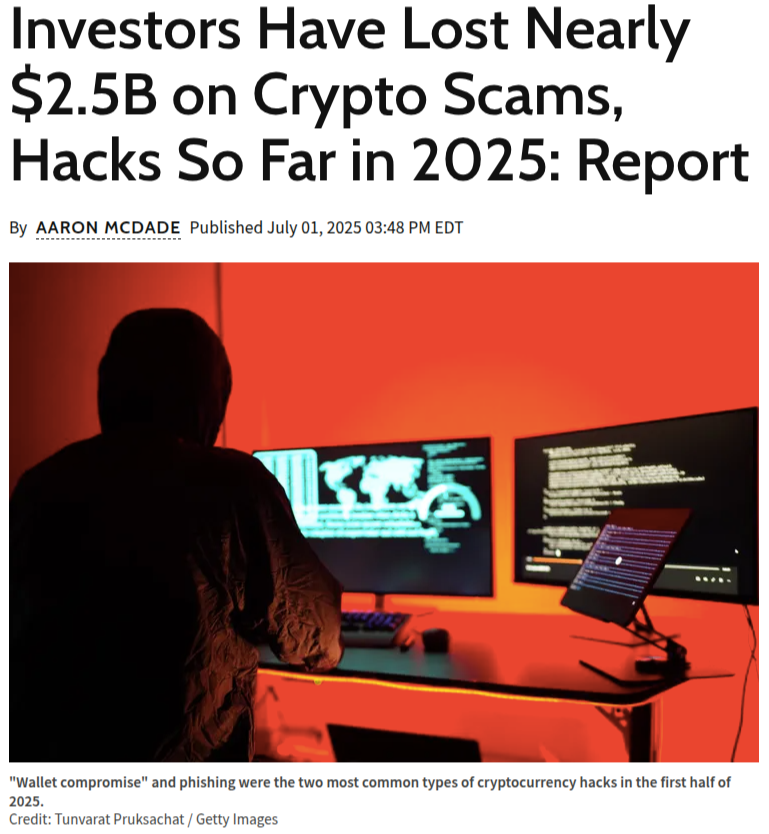 Investors Have Lost Nearly
$2.5B on Crypto Scams,
Hacks So Far in 2025: Report
By AARON MCDADE Published July 01, 2025 03:48 PM EDT
"Wallet compromise" and phishing were the two most common types of cryptocurrency hacks in the first half of
2025.
Credit: Tunvarat Pruksachat / Getty Images